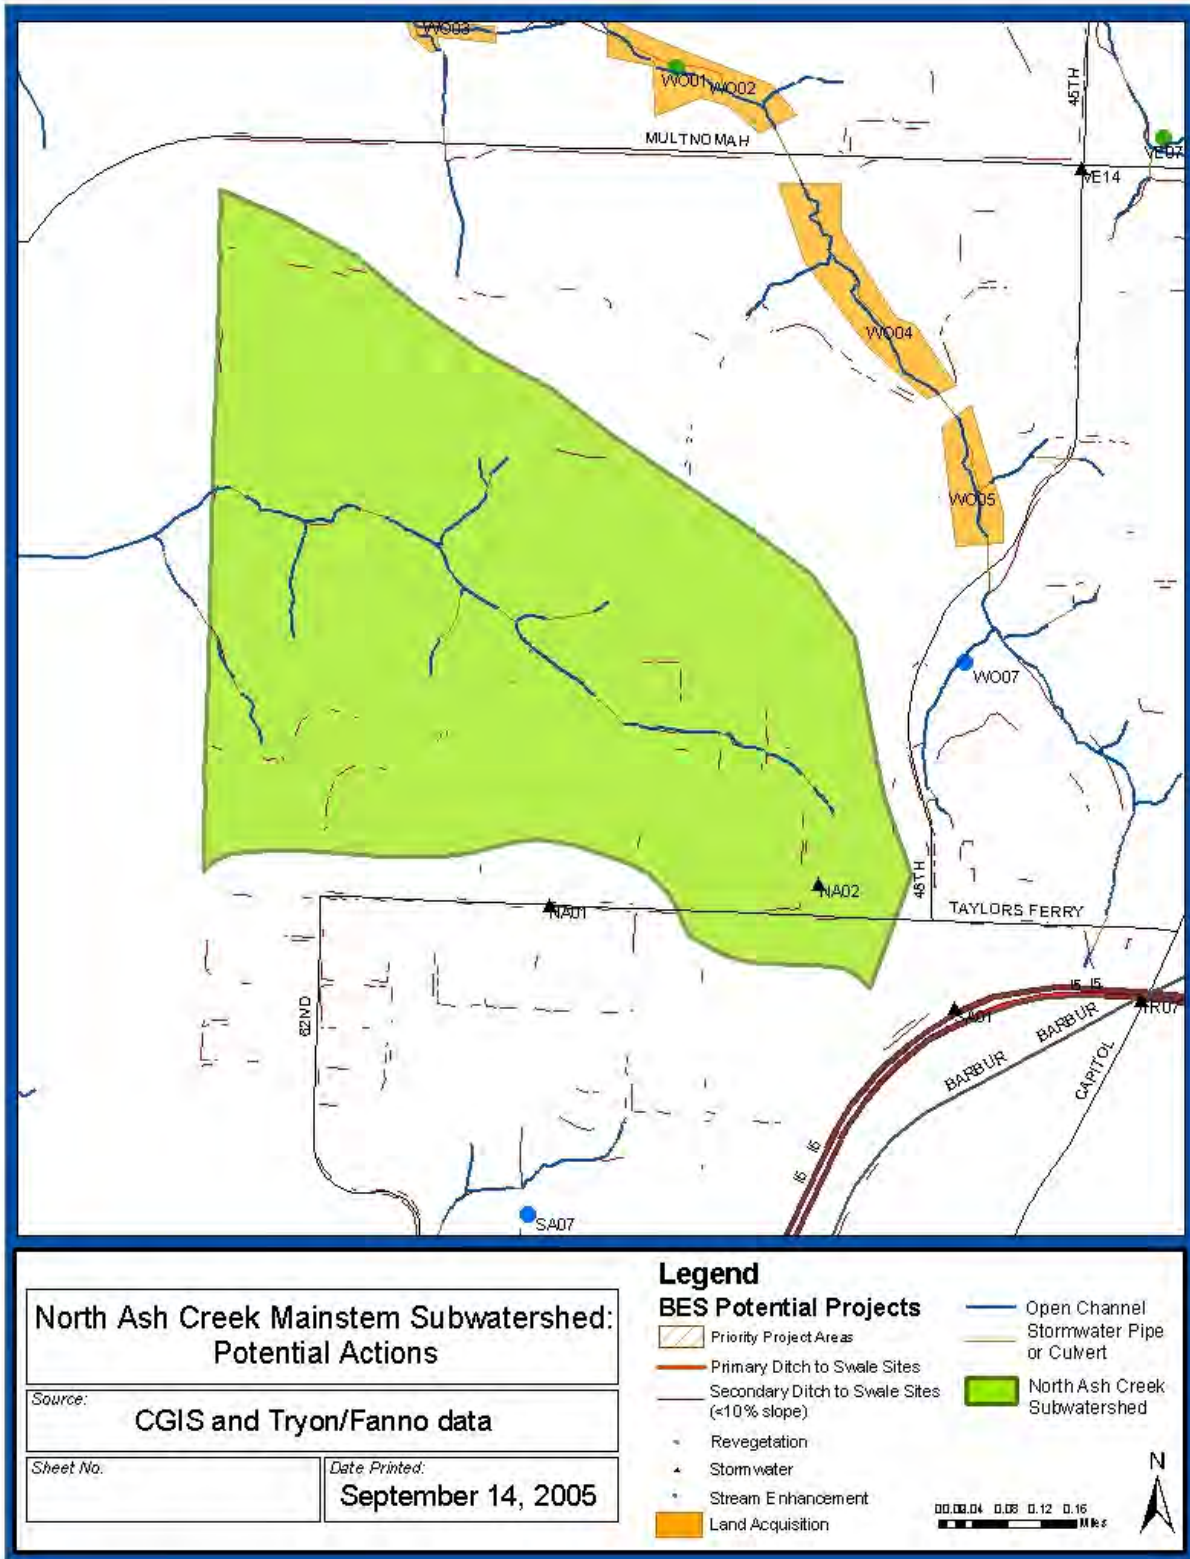 WO03
WO01
WO02
45TH
MULTNOMAH
VE07
VE14
WO04
WO05
WO07
NA02
48TH
TAYLORS FERRY
NA01
62ND
I5 I5
SA01
TR07
BARBUR
BARBUR
CAPITOL
I5
I5
SA07
North Ash Creek Mainstem Subwatershed:
Potential Actions
Source:
CGIS and Tryon/Fanno data
Sheet No.
Date Printed:
September 14, 2005
Legend
BES Potential Projects
Priority Project Areas
Primary Ditch to Swale Sites
Secondary Ditch to Swale Sites
(<10% slope)
Revegetation
Stormwater
Stream Enhancement
Land Acquisition
Open Channel
Stormwater Pipe
or Culvert
North Ash Creek
Subwatershed
N
0.08 0.12 0.16
Miles